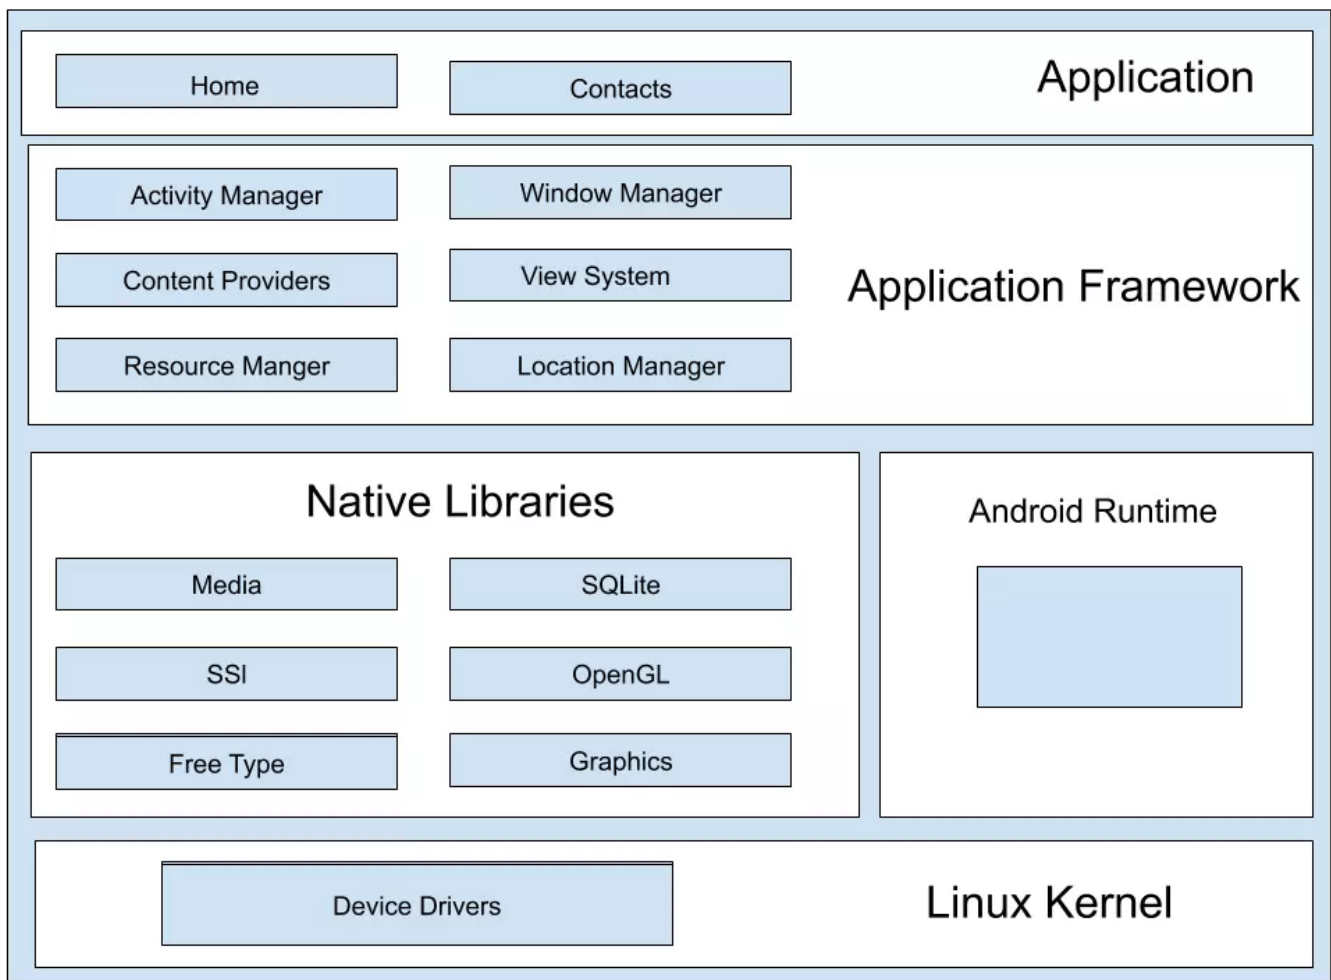 Home
Contacts
Application
Activity Manager
Window Manager
Content Providers
View System
Application Framework
Resource Manger
Location Manager
Native Libraries
Android Runtime
Media
SQLite
SSl
OpenGL
Free Type
Graphics
Device Drivers
Linux Kernel